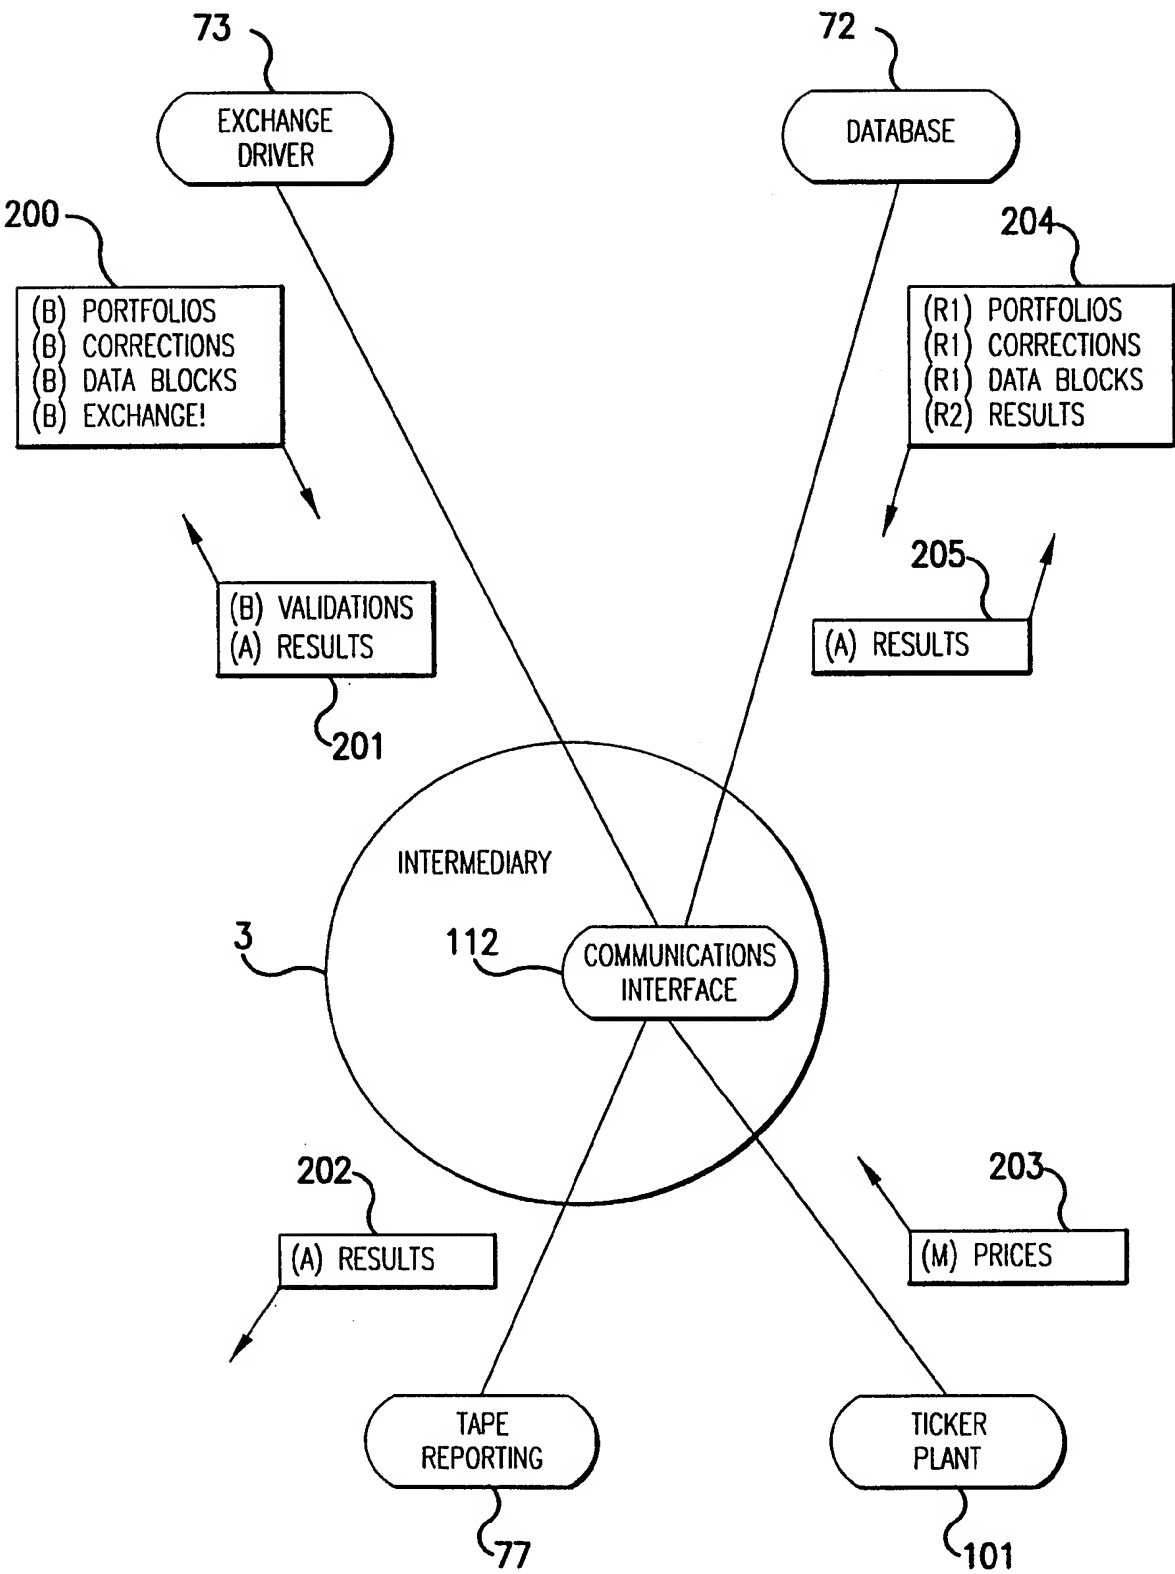 73
72
EXCHANGE
DRIVER
DATABASE
200
204
(B) PORTFOLIOS
(B) CORRECTIONS
(B) DATA BLOCKS
(B) EXCHANGE!
(R1) PORTFOLIOS
(R1) CORRECTIONS
(R1) DATA BLOCKS
(R2) RESULTS
205
(B) VALIDATIONS
(A) RESULTS
(A) RESULTS
201
INTERMEDIARY
3
112
COMMUNICATIONS
INTERFACE
202
203
(A) RESULTS
(M) PRICES
TAPE
REPORTING
TICKER
PLANT
77
101